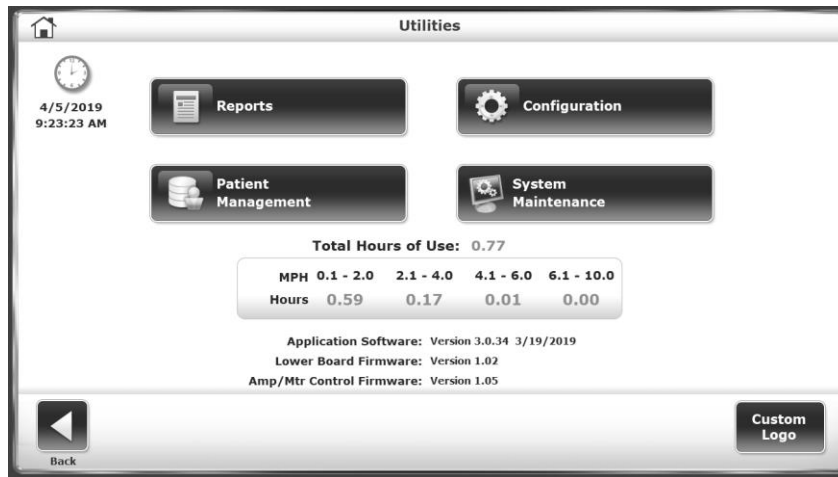 Utilities
4/5/2019
9:23:23 AM
Reports
Configuration
Patient
Management
System
Maintenance
Total Hours of Use: 0.77
MPH 0.1 - 2.0 2.1 - 4.0 4.1 - 6.0 6.1 - 10.0
Hours 0.59 0.17 0.01 0.00
Application Software: Version 3.0.34 3/19/2019
Lower Board Firmware: Version 1.02
Amp/Mtr Control Firmware: Version 1.05
Back
Custom
Logo